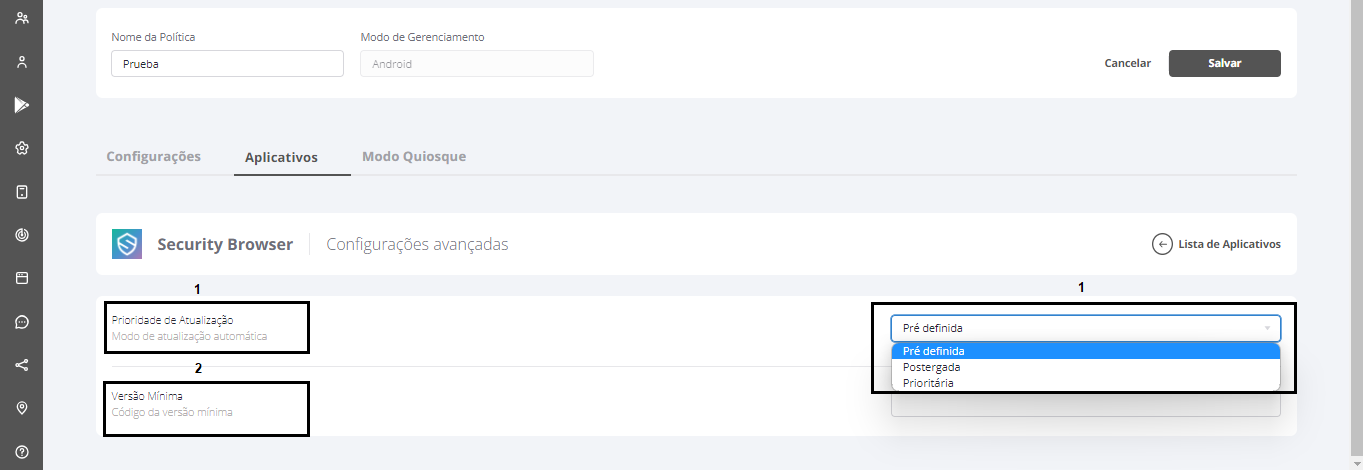 Nome da Política
Modo de Gerenciamento
Prueba
Android
Cancelar
Salvar
Configurações
Aplicativos
Modo Quiosque
Security Browser
Configurações avançadas
Lista de Aplicativos
1
1
Prioridade de Atualização
Modo de atualização automática
Pré definida
Pré definida
Postergada
Prioritária
2
Versão Mínima
Código da versão mínima